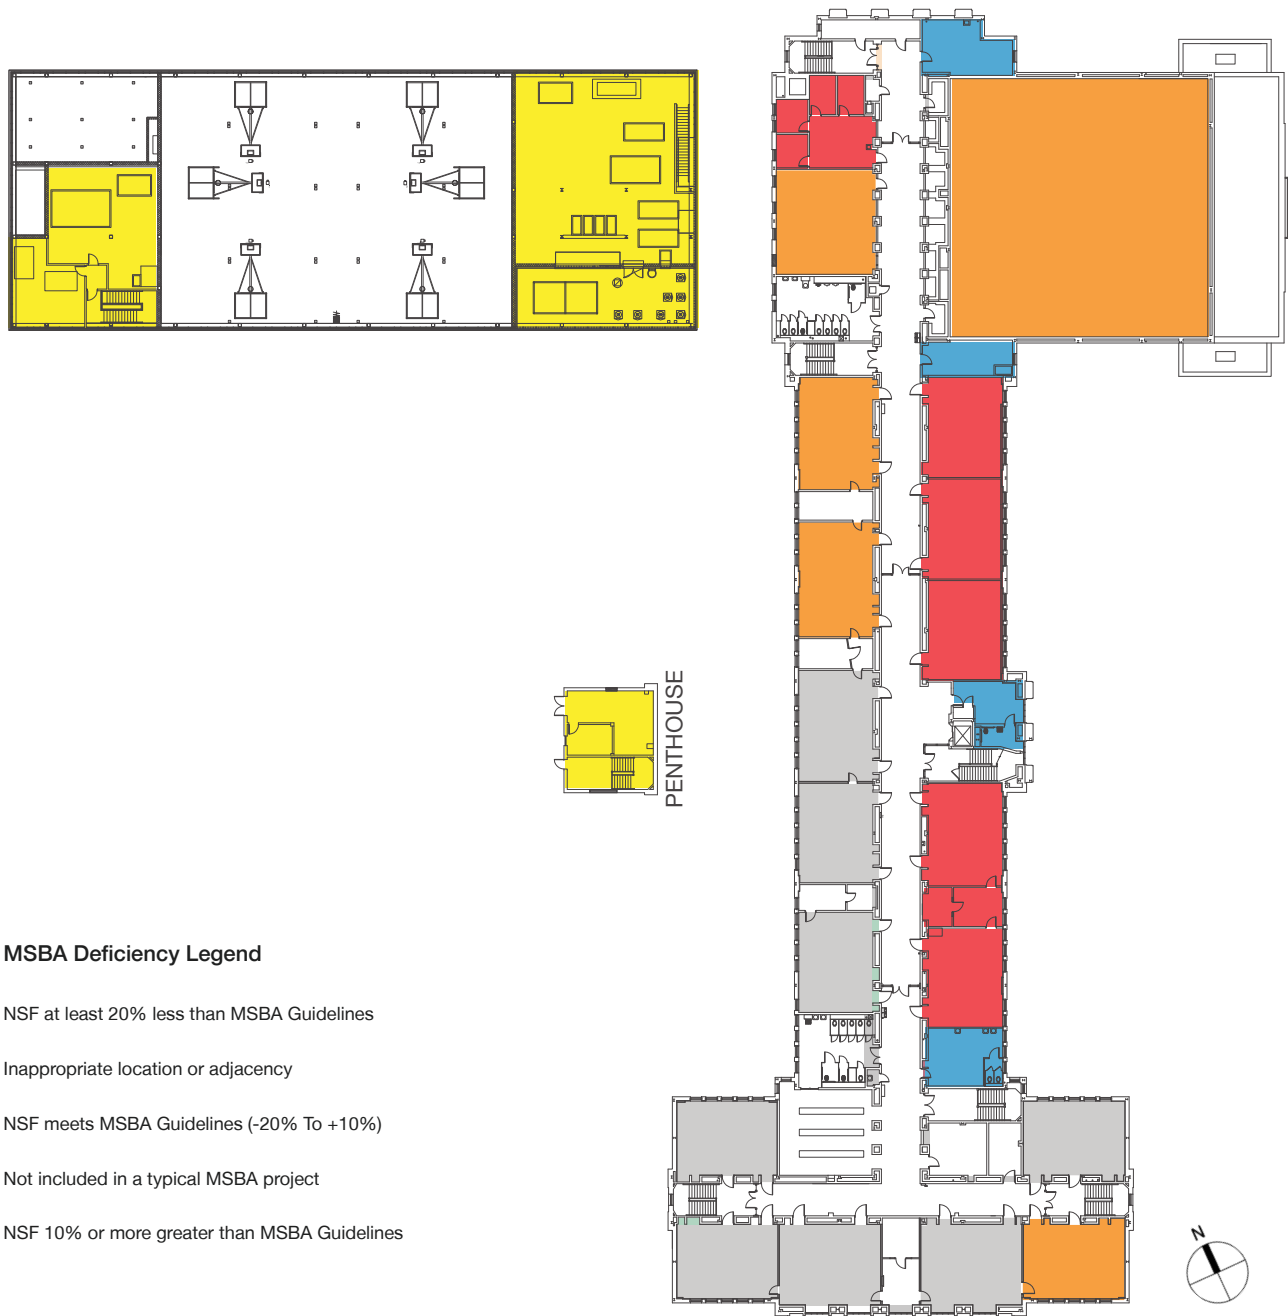 PENTHOUSE
MSBA Deficiency Legend
NSF at least 20% less than MSBA Guidelines
Inappropriate location or adjacency
NSF meets MSBA Guidelines (-20% To +10%)
Not included in a typical MSBA project
NSF 10% or more greater than MSBA Guidelines
N